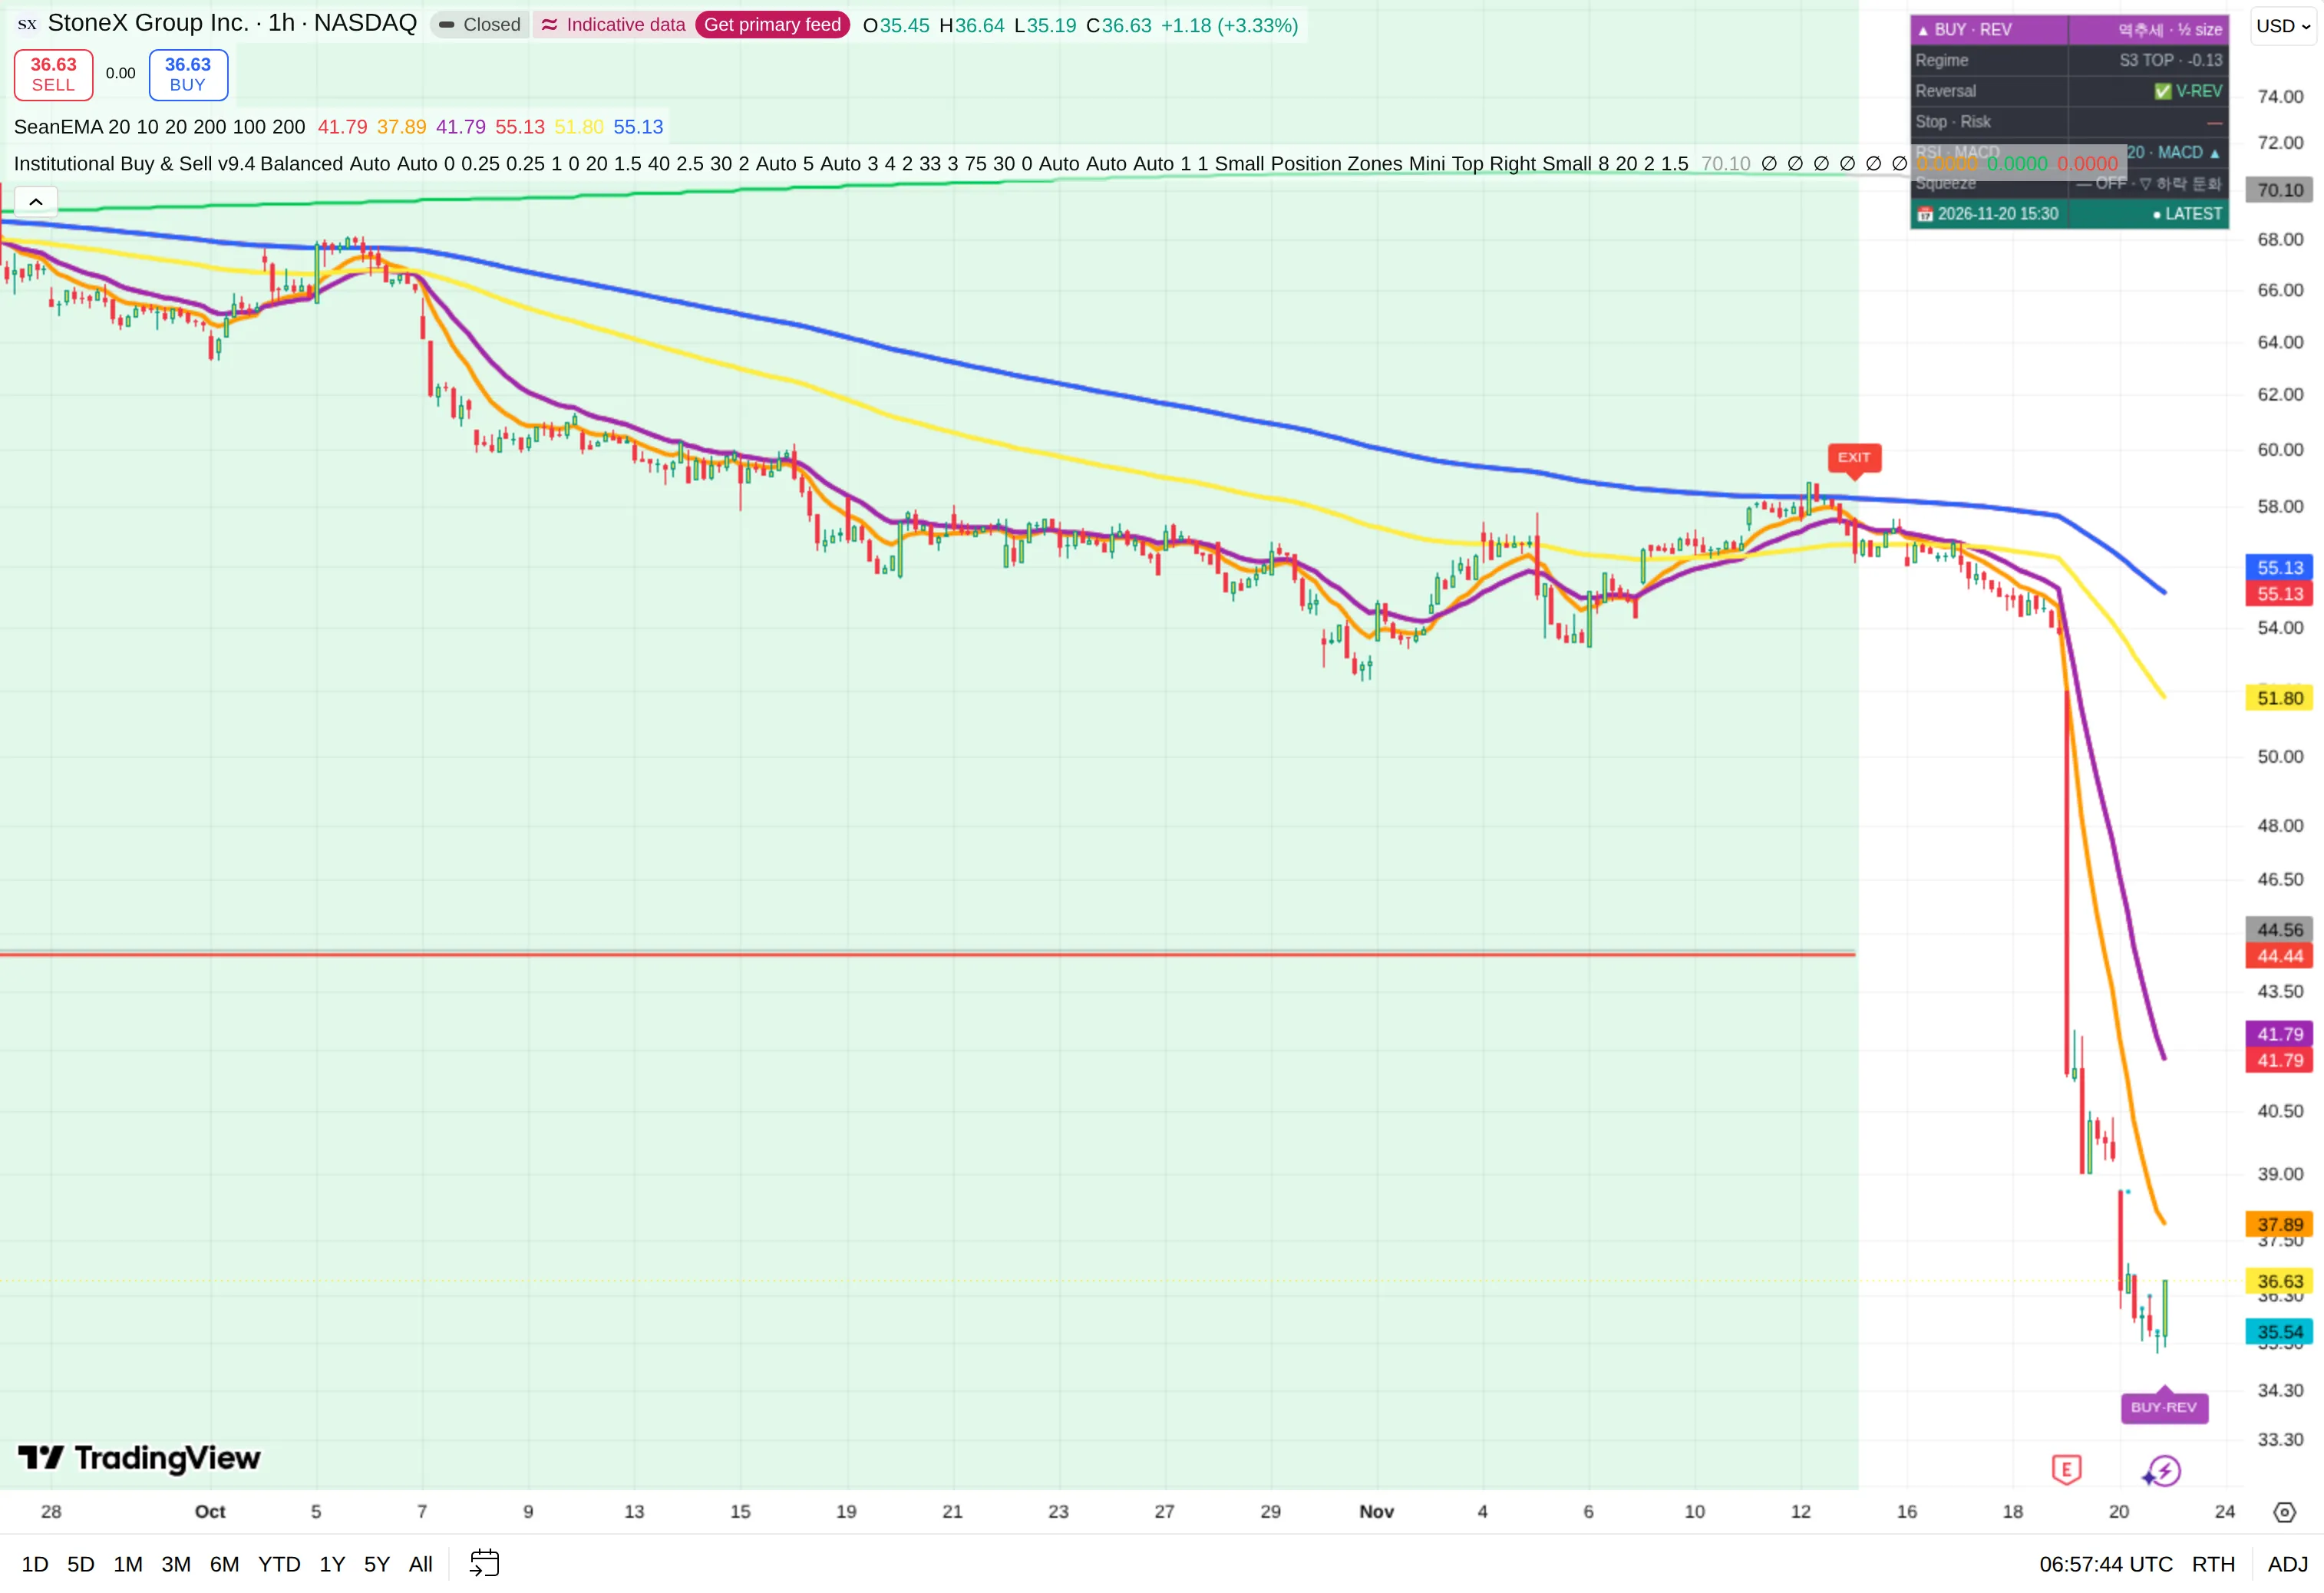 SX StoneX Group Inc. · 1h · NASDAQ Closed ≈ Indicative data Get primary feed O35.45 H36.64 L35.19 C36.63 +1.18 (+3.33%)
36.63 SELL 0.00 36.63 BUY
SeanEMA 20 10 20 200 100 200 41.79 37.89 41.79 55.13 51.80 55.13
Institutional Buy & Sell v9.4 Balanced Auto Auto 0 0.25 0.25 1 0 20 1.5 40 2.5 30 2 Auto 5 Auto 3 4 2 33 3 75 30 0 Auto Auto Auto 1 1 Small Position Zones Mini Top Right Small 8 20 2 1.5 70.10 ∅ ∅ ∅ ∅ ∅ ∅ 0.0000 0.0000 0.0000
▲ BUY · REV 역추세 · ½ size
Regime S3 TOP · -0.13
Reversal ✅ V-REV
Stop · Risk —
RSI · MACD 20 · MACD ▲
Squeeze — OFF · ▽ 하락 둔화
📅 2026-11-20 15:30 ● LATEST
USD
74.00
72.00
70.10
68.00
66.00
64.00
62.00
60.00
58.00
55.13
55.13
54.00
51.80
50.00
48.00
46.50
44.56
44.44
43.50
41.79
41.79
40.50
39.00
37.89
37.50
36.63
36.30
35.54
34.30
33.30
EXIT
BUY-REV
E
TradingView
28 Oct 5 7 9 13 15 19 21 23 27 29 Nov 4 6 10 12 16 18 20 24
1D 5D 1M 3M 6M YTD 1Y 5Y All 06:57:44 UTC RTH ADJ